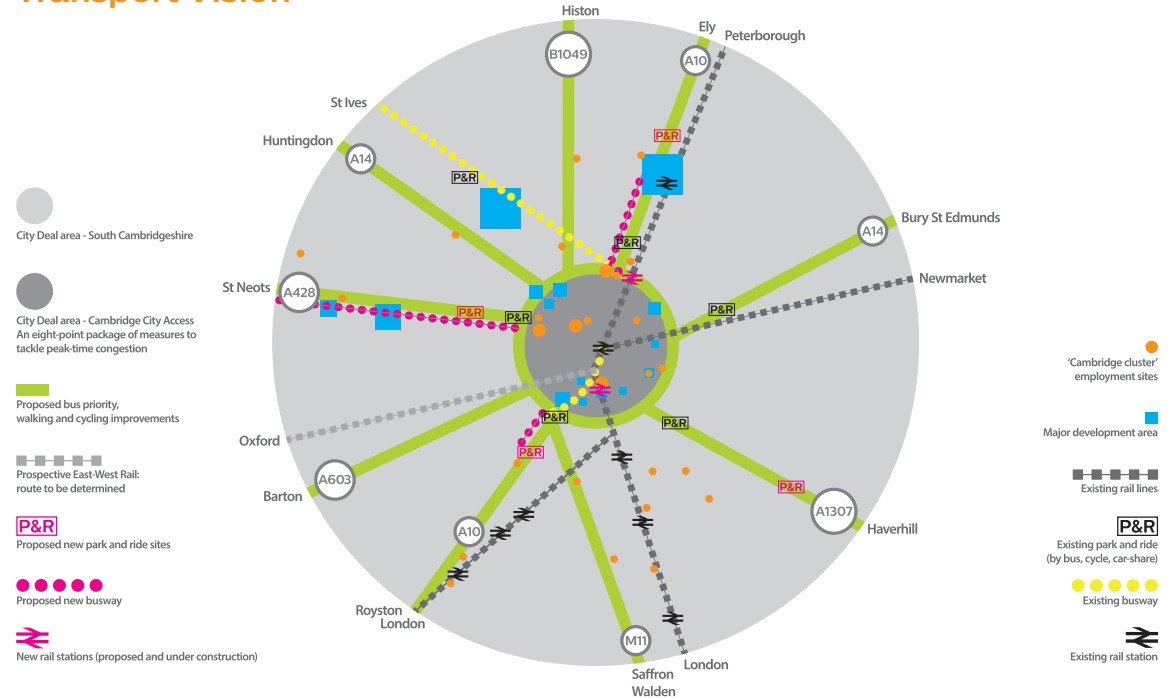 Transport Vision
Histon
B1049
Ely
Peterborough
A10
St Ives
Huntingdon
A14
P&R
P&R
P&R
Bury St Edmunds
A14
Newmarket
St Neots
A428
P&R
P&R
P&R
Oxford
Barton
A603
P&R
P&R
P&R
P&R
A1307
Haverhill
A10
Royston
London
M11
Saffron
Walden
London
City Deal area - South Cambridgeshire
City Deal area - Cambridge City Access
An eight-point package of measures to
tackle peak-time congestion
Proposed bus priority,
walking and cycling improvements
Prospective East-West Rail:
route to be determined
P&R
Proposed new park and ride sites
Proposed new busway
New rail stations (proposed and under construction)
‘Cambridge cluster’
employment sites
Major development area
Existing rail lines
P&R
Existing park and ride
(by bus, cycle, car-share)
Existing busway
Existing rail station